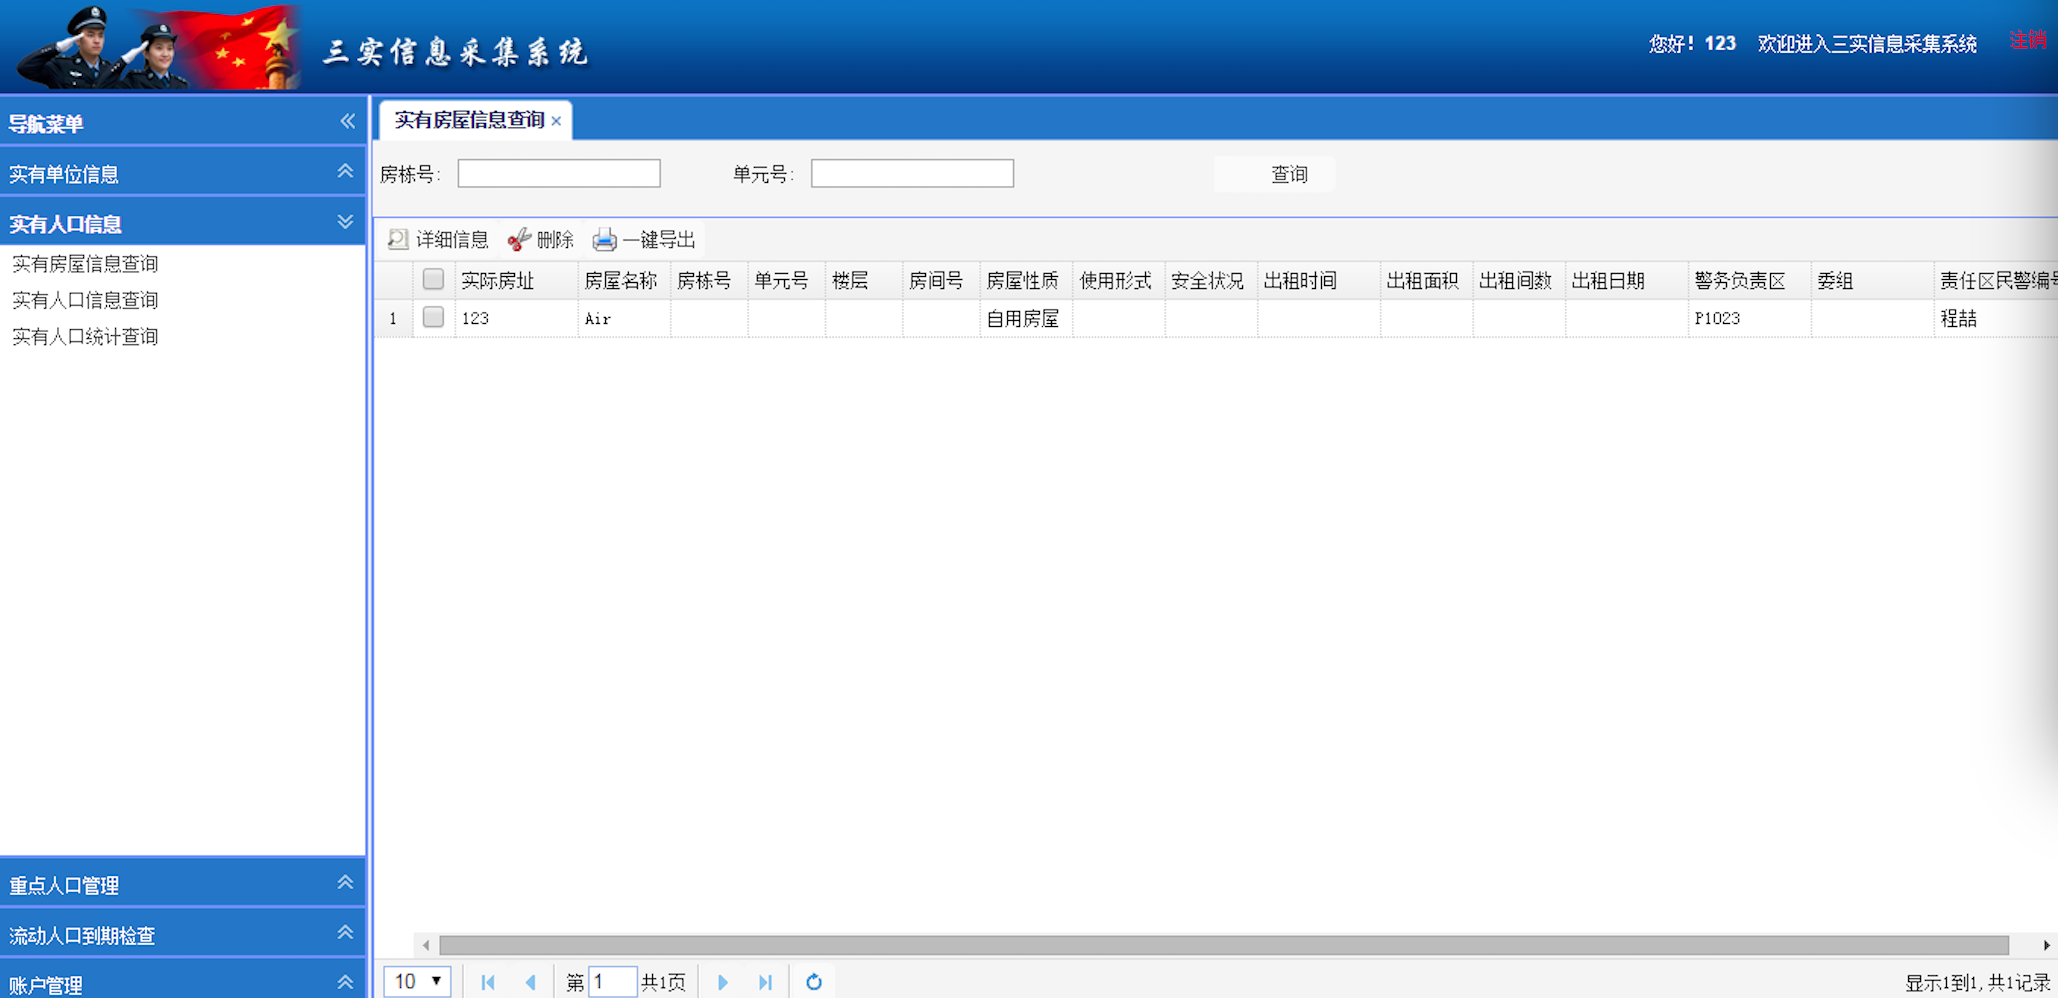 三实信息采集系统
您好！123 欢迎进入三实信息采集系统 注销
导航菜单
实有单位信息
实有人口信息
实有房屋信息查询
实有人口信息查询
实有人口统计查询
重点人口管理
流动人口到期检查
账户管理
实有房屋信息查询
房栋号： 单元号： 查询
详细信息 删除 一键导出
实际房址 房屋名称 房栋号 单元号 楼层 房间号 房屋性质 使用形式 安全状况 出租时间 出租面积 出租间数 出租日期 警务负责区 委组 责任区民警编号
1 123 Air 自用房屋 P1023 程喆
10 第 1 共1页
显示1到1,共1记录